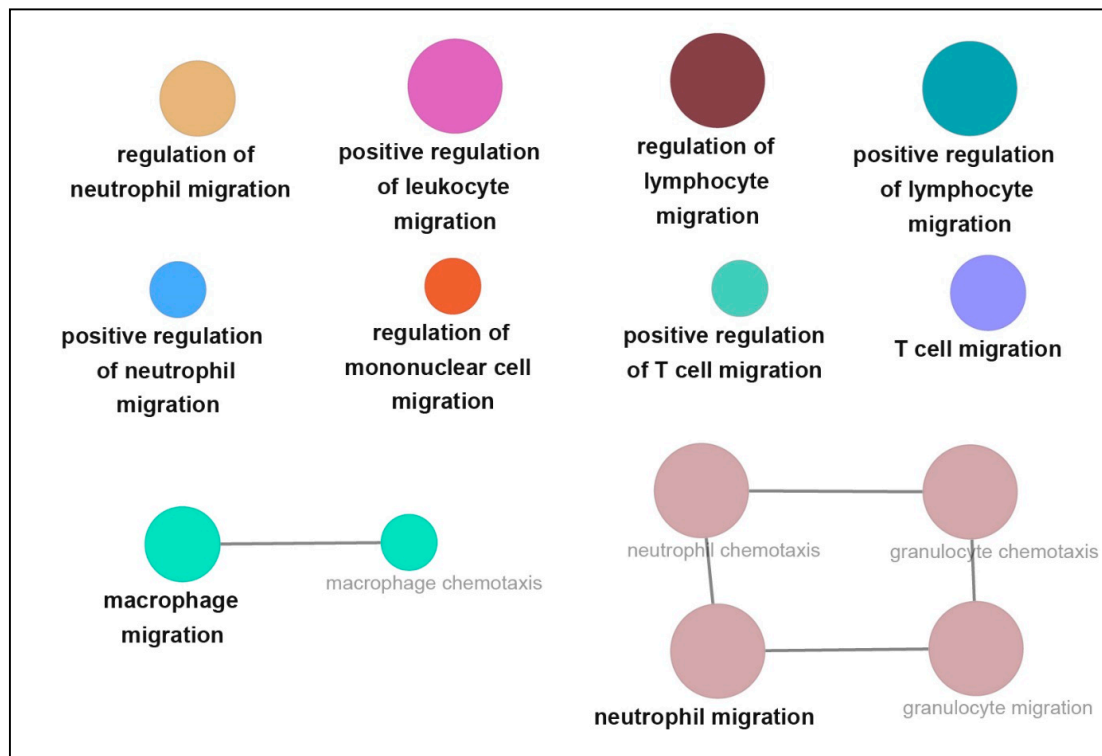 regulation of
neutrophil migration
positive regulation
of leukocyte
migration
regulation of
lymphocyte
migration
positive regulation
of lymphocyte
migration
positive regulation
of neutrophil
migration
regulation of
mononuclear cell
migration
positive regulation
of T cell migration
T cell migration
macrophage
migration
macrophage chemotaxis
neutrophil chemotaxis
granulocyte chemotaxis
neutrophil migration
granulocyte migration